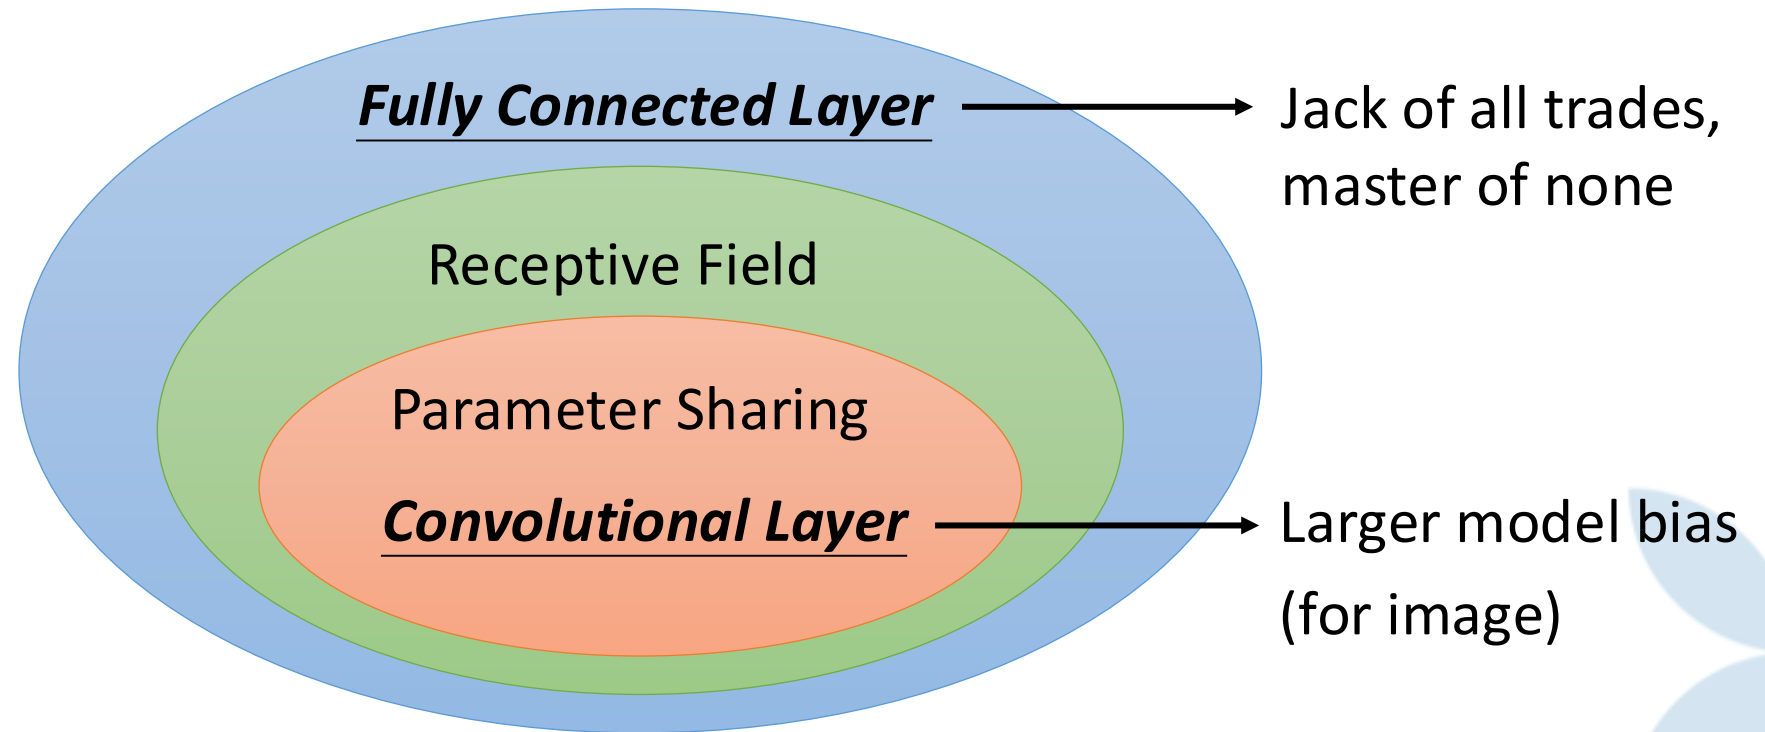 Fully Connected Layer
Jack of all trades,
master of none
Receptive Field
Parameter Sharing
Convolutional Layer
Larger model bias
(for image)